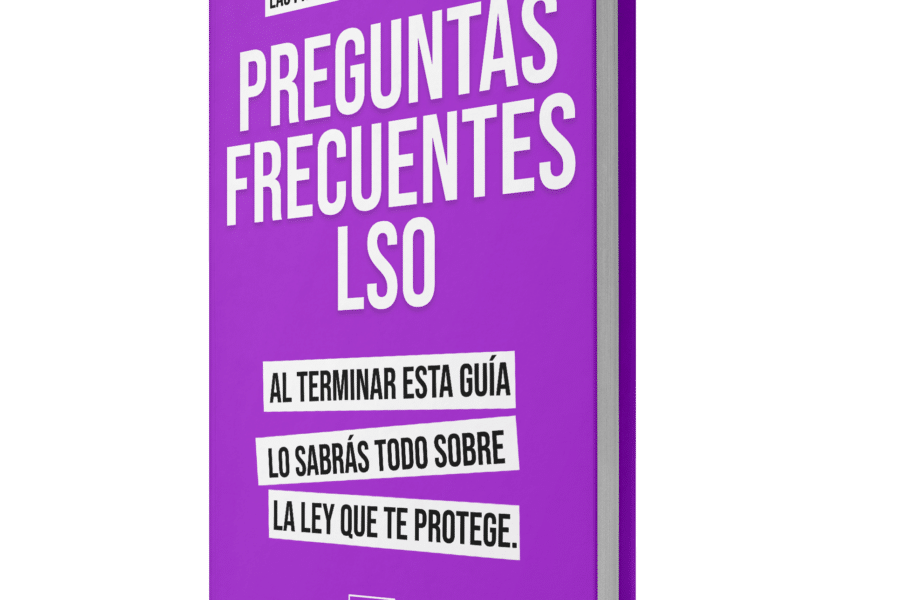 PREGUNTAS
FRECUENTES
LSO
AL TERMINAR ESTA GUÍA
LO SABRÁS TODO SOBRE
LA LEY QUE TE PROTEGE.